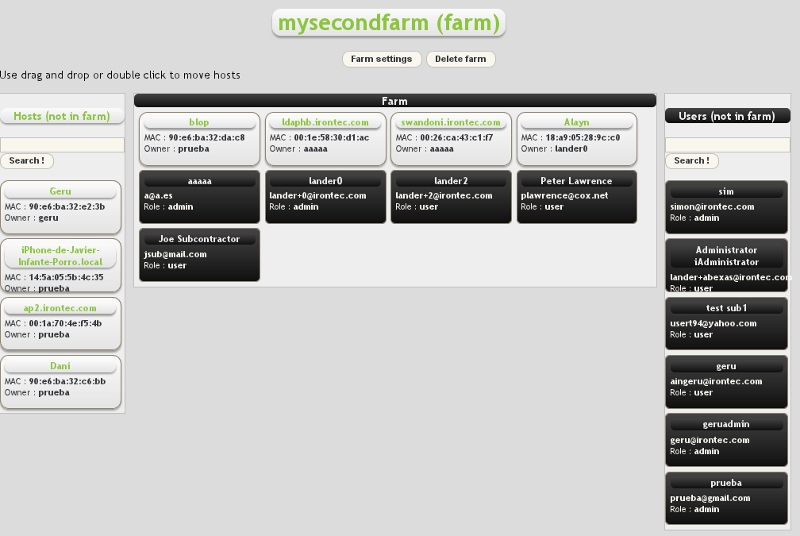 mysecondfarm (farm)
Farm settings
Delete farm
Use drag and drop or double click to move hosts
Hosts (not in farm)
Search !
Geru
MAC : 90:e6:ba:32:e2:3b
Owner : geru
iPhone-de-Javier-
Infante-Porro.local
MAC : 14:5a:05:5b:4c:35
Owner : prueba
ap2.irontec.com
MAC : 00:1a:70:4e:f5:4b
Owner : prueba
Dani
MAC : 90:e6:ba:32:c6:bb
Owner : prueba
Farm
blop
MAC : 90:e6:ba:32:da:c8
Owner : prueba
ldaphb.irontec.com
MAC : 00:1e:58:30:d1:ac
Owner : aaaaa
swandoni.irontec.com
MAC : 00:26:ca:43:c1:f7
Owner : aaaaa
Alayn
MAC : 18:a9:05:28:9c:c0
Owner : lander0
aaaaa
a@a.es
Role : admin
lander0
lander+0@irontec.com
Role : admin
lander2
lander+2@irontec.com
Role : user
Peter Lawrence
plawrence@cox.net
Role : user
Joe Subcontractor
jsub@mail.com
Role : user
Users (not in farm)
Search !
sim
simon@irontec.com
Role : admin
Administrator
iAdministrator
lander+abexas@irontec.com
Role : user
test sub1
usert94@yahoo.com
Role : user
geru
aingeru@irontec.com
Role : user
geruadmin
geru@irontec.com
Role : admin
prueba
prueba@gmail.com
Role : admin